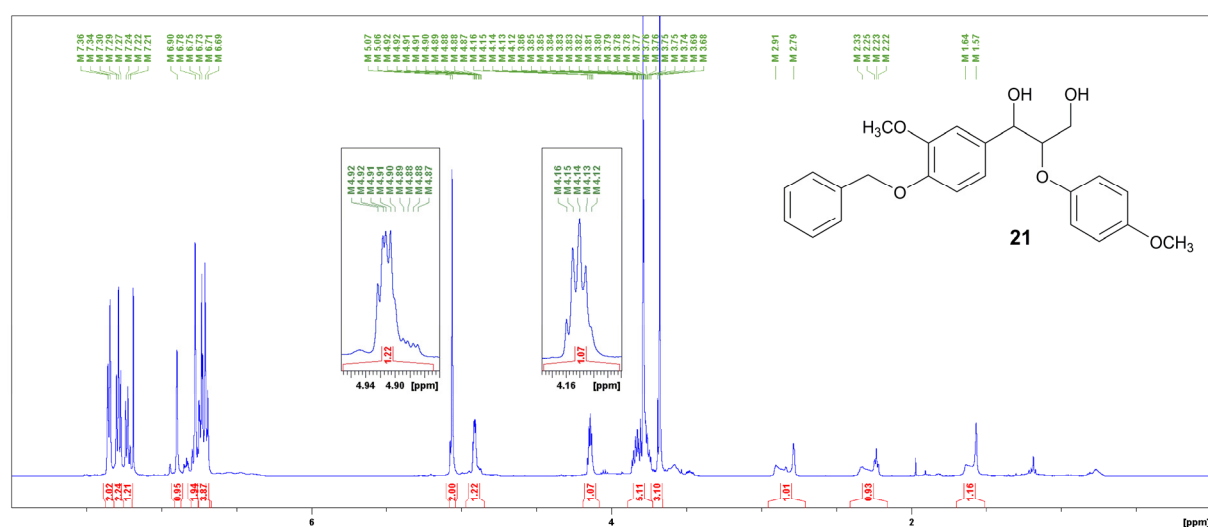 M 7.36
M 7.34
M 7.30
M 7.29
M 7.27
M 7.24
M 7.22
M 7.21
M 6.90
M 6.78
M 6.75
M 6.73
M 6.71
M 6.69
M 5.07
M 5.06
M 4.92
M 4.92
M 4.91
M 4.91
M 4.90
M 4.89
M 4.88
M 4.88
M 4.87
M 4.16
M 4.15
M 4.14
M 4.13
M 4.12
M 3.86
M 3.85
M 3.85
M 3.84
M 3.83
M 3.83
M 3.82
M 3.81
M 3.80
M 3.79
M 3.78
M 3.78
M 3.77
M 3.76
M 3.76
M 3.75
M 3.75
M 3.74
M 3.69
M 3.68
M 2.91
M 2.79
M 2.33
M 2.25
M 2.23
M 2.22
M 1.64
M 1.57
OH
OH
H₃CO
O
O
OCH₃
21
M 4.92
M 4.92
M 4.91
M 4.91
M 4.90
M 4.89
M 4.88
M 4.88
M 4.87
1.22
4.94 4.90 [ppm]
M 4.16
M 4.15
M 4.14
M 4.13
M 4.12
1.07
4.16 [ppm]
2.02
2.24
1.21
0.95
3.87
2.00
1.22
1.07
3.10
1.01
0.93
1.16
6 4 2 [ppm]